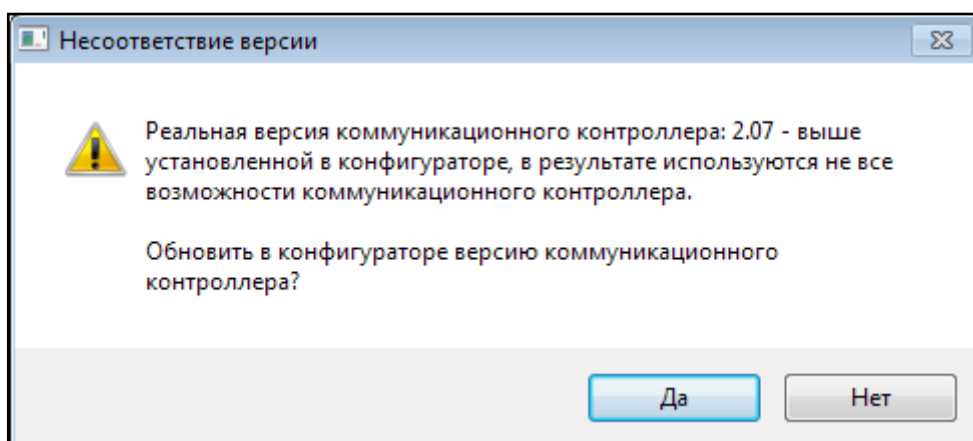 Несоответствие версии
Реальная версия коммуникационного контроллера: 2.07 - выше
установленной в конфигураторе, в результате используются не все
возможности коммуникационного контроллера.
Обновить в конфигураторе версию коммуникационного
контроллера?
Да
Нет